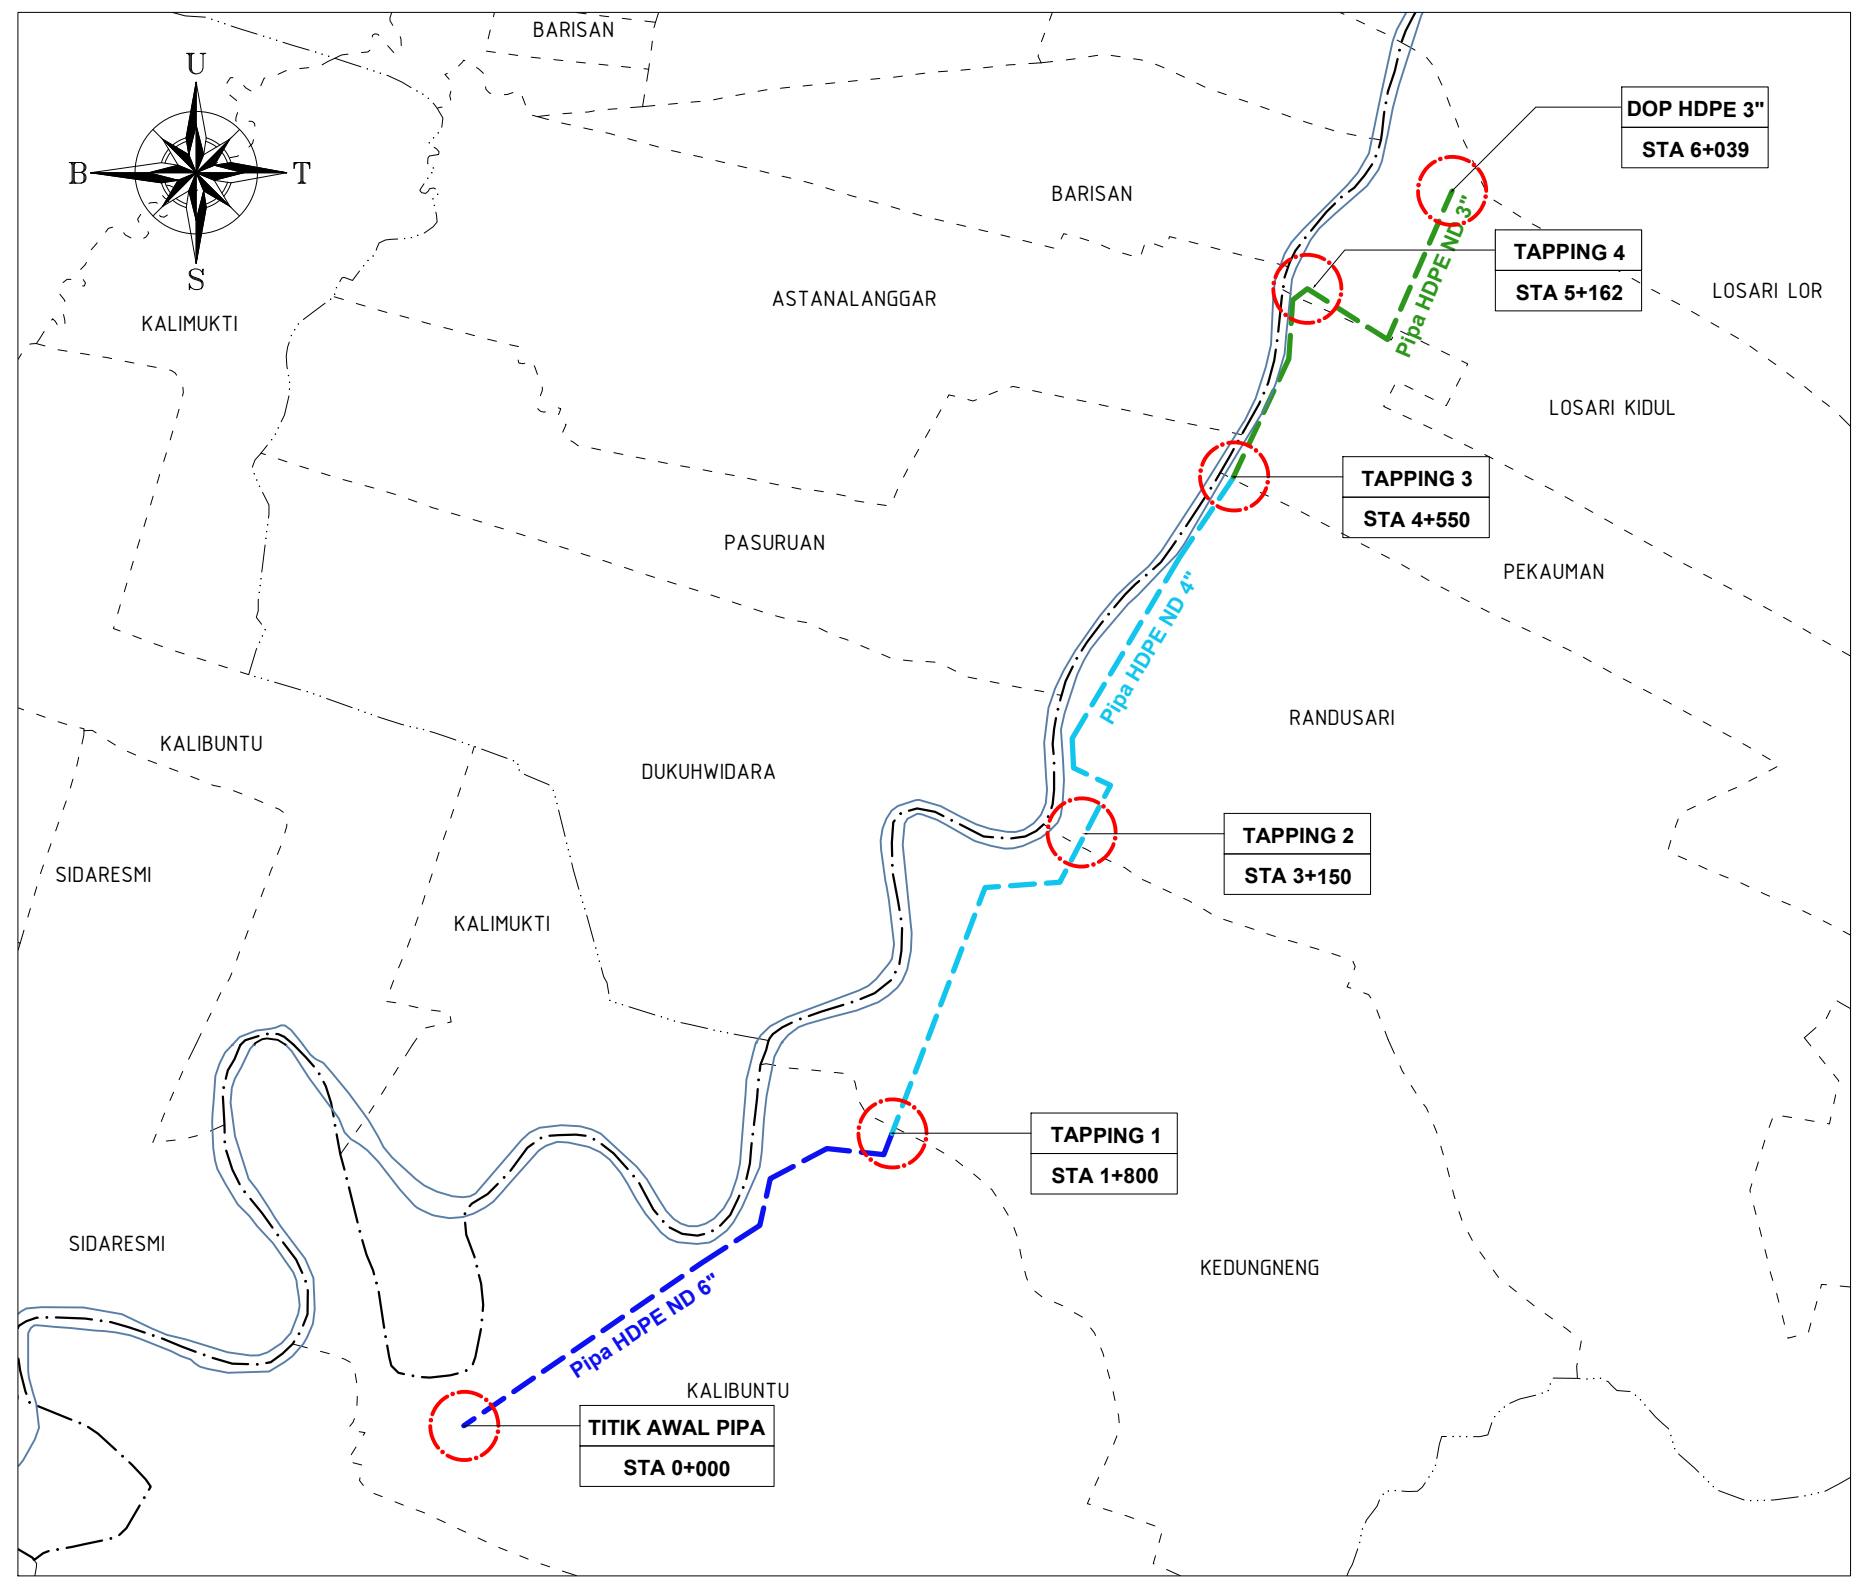 BARISAN
U
B
T
S
DOP HDPE 3"
STA 6+039
BARISAN
TAPPING 4
STA 5+162
Pipa HDPE ND 3"
LOSARI LOR
ASTANALANGGAR
KALIMUKTI
LOSARI KIDUL
TAPPING 3
STA 4+550
PASURUAN
PEKAUMAN
Pipa HDPE ND 4"
RANDUSARI
KALIBUNTU
DUKUHWIDARA
TAPPING 2
STA 3+150
SIDARESMI
KALIMUKTI
TAPPING 1
STA 1+800
SIDARESMI
KEDUNGNENG
Pipa HDPE ND 6"
KALIBUNTU
TITIK AWAL PIPA
STA 0+000